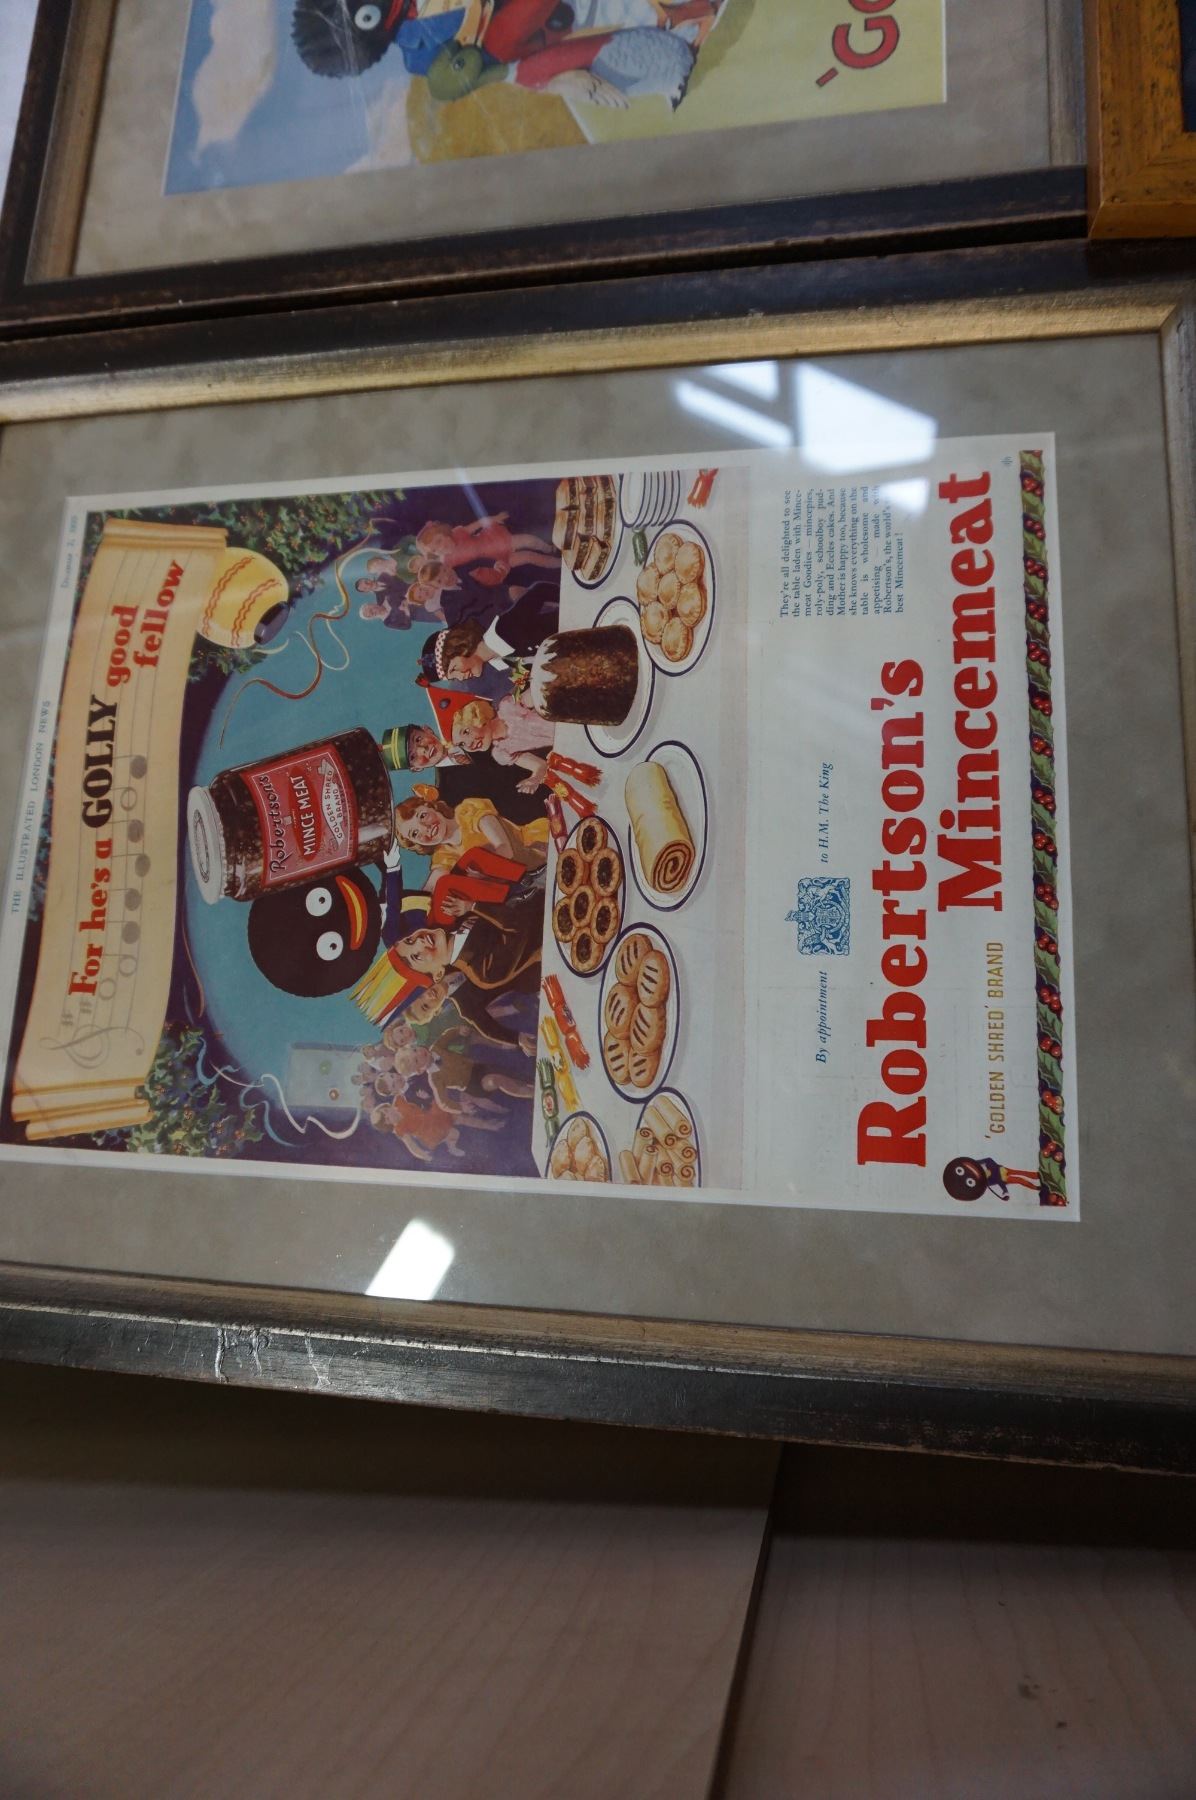 THE ILLUSTRATED LONDON NEWS
For he's a GOLLY good
fellow
Robertson's
MINCE MEAT
GOLDEN SHRED
BRAND
They're all delighted to see
the table laden with Mince-
meat Goodies — mincepies,
roly-poly, schoolboy pud-
ding and Eccles cakes. And
Mother is happy too, because
she knows everything on the
table is wholesome and
appetising — made with
Robertson's, the world's
best Mincemeat!
By appointment to H.M. The King
Robertson's
Mincemeat
'GOLDEN SHRED' BRAND
'GO